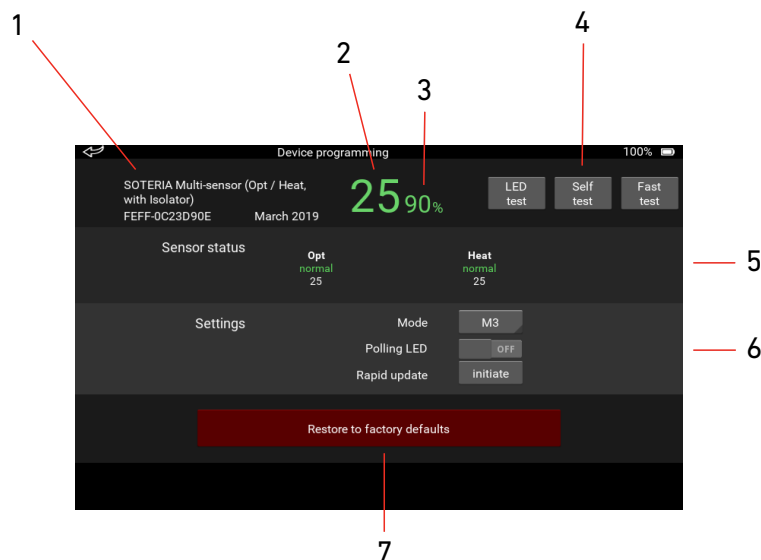 1
2
3
4
Device programming
100%
SOTERIA Multi-sensor (Opt / Heat,
with Isolator)
FEFF-0C23D90E March 2019
25 90%
LED
test
Self
test
Fast
test
Sensor status
Opt
normal
25
Heat
normal
25
5
Settings
Mode M3
Polling LED OFF
6
Rapid update initiate
Restore to factory defaults
7